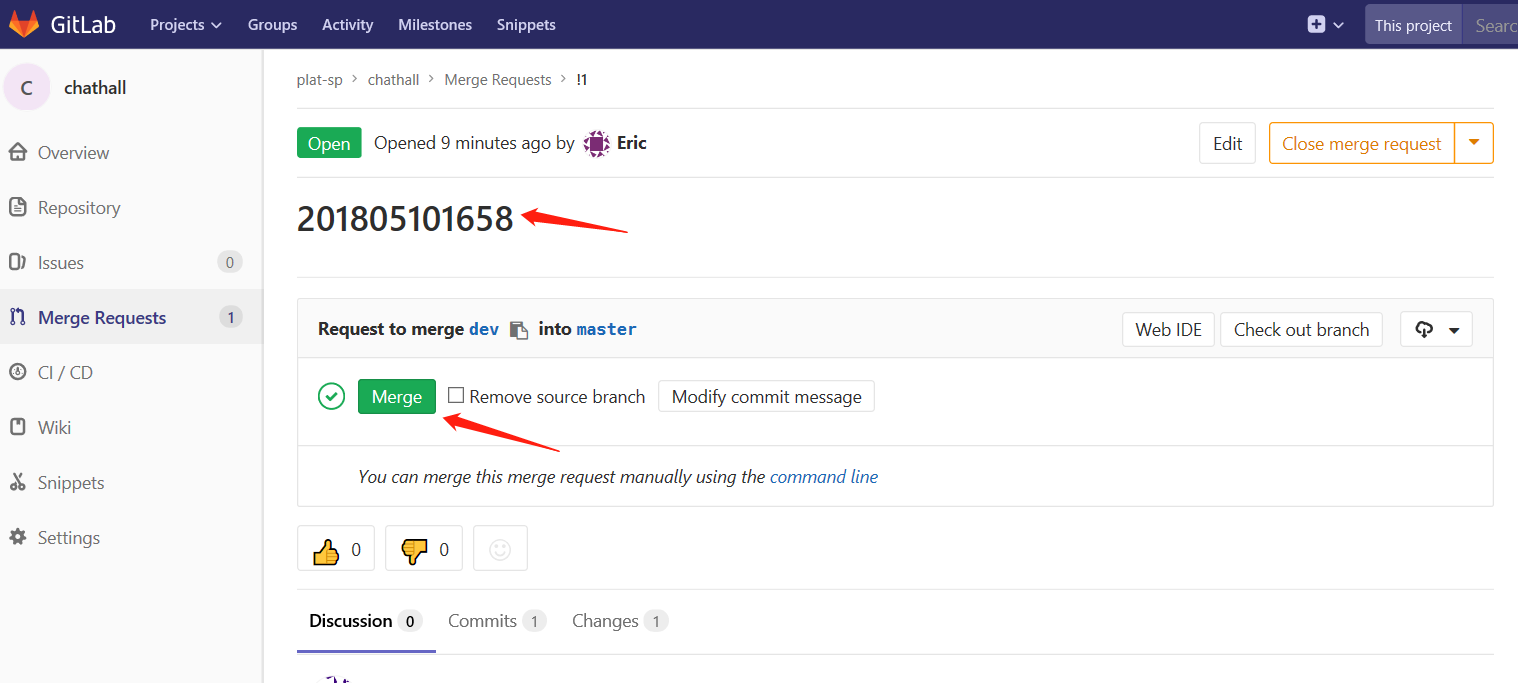 GitLab Projects Groups Activity Milestones Snippets This project Searc
C chathall
plat-sp > chathall > Merge Requests > !1
Overview
Repository
Issues 0
Merge Requests 1
CI / CD
Wiki
Snippets
Settings
Open Opened 9 minutes ago by Eric Edit Close merge request
201805101658
Request to merge dev into master Web IDE Check out branch
Merge Remove source branch Modify commit message
You can merge this merge request manually using the command line
0 0
Discussion 0 Commits 1 Changes 1